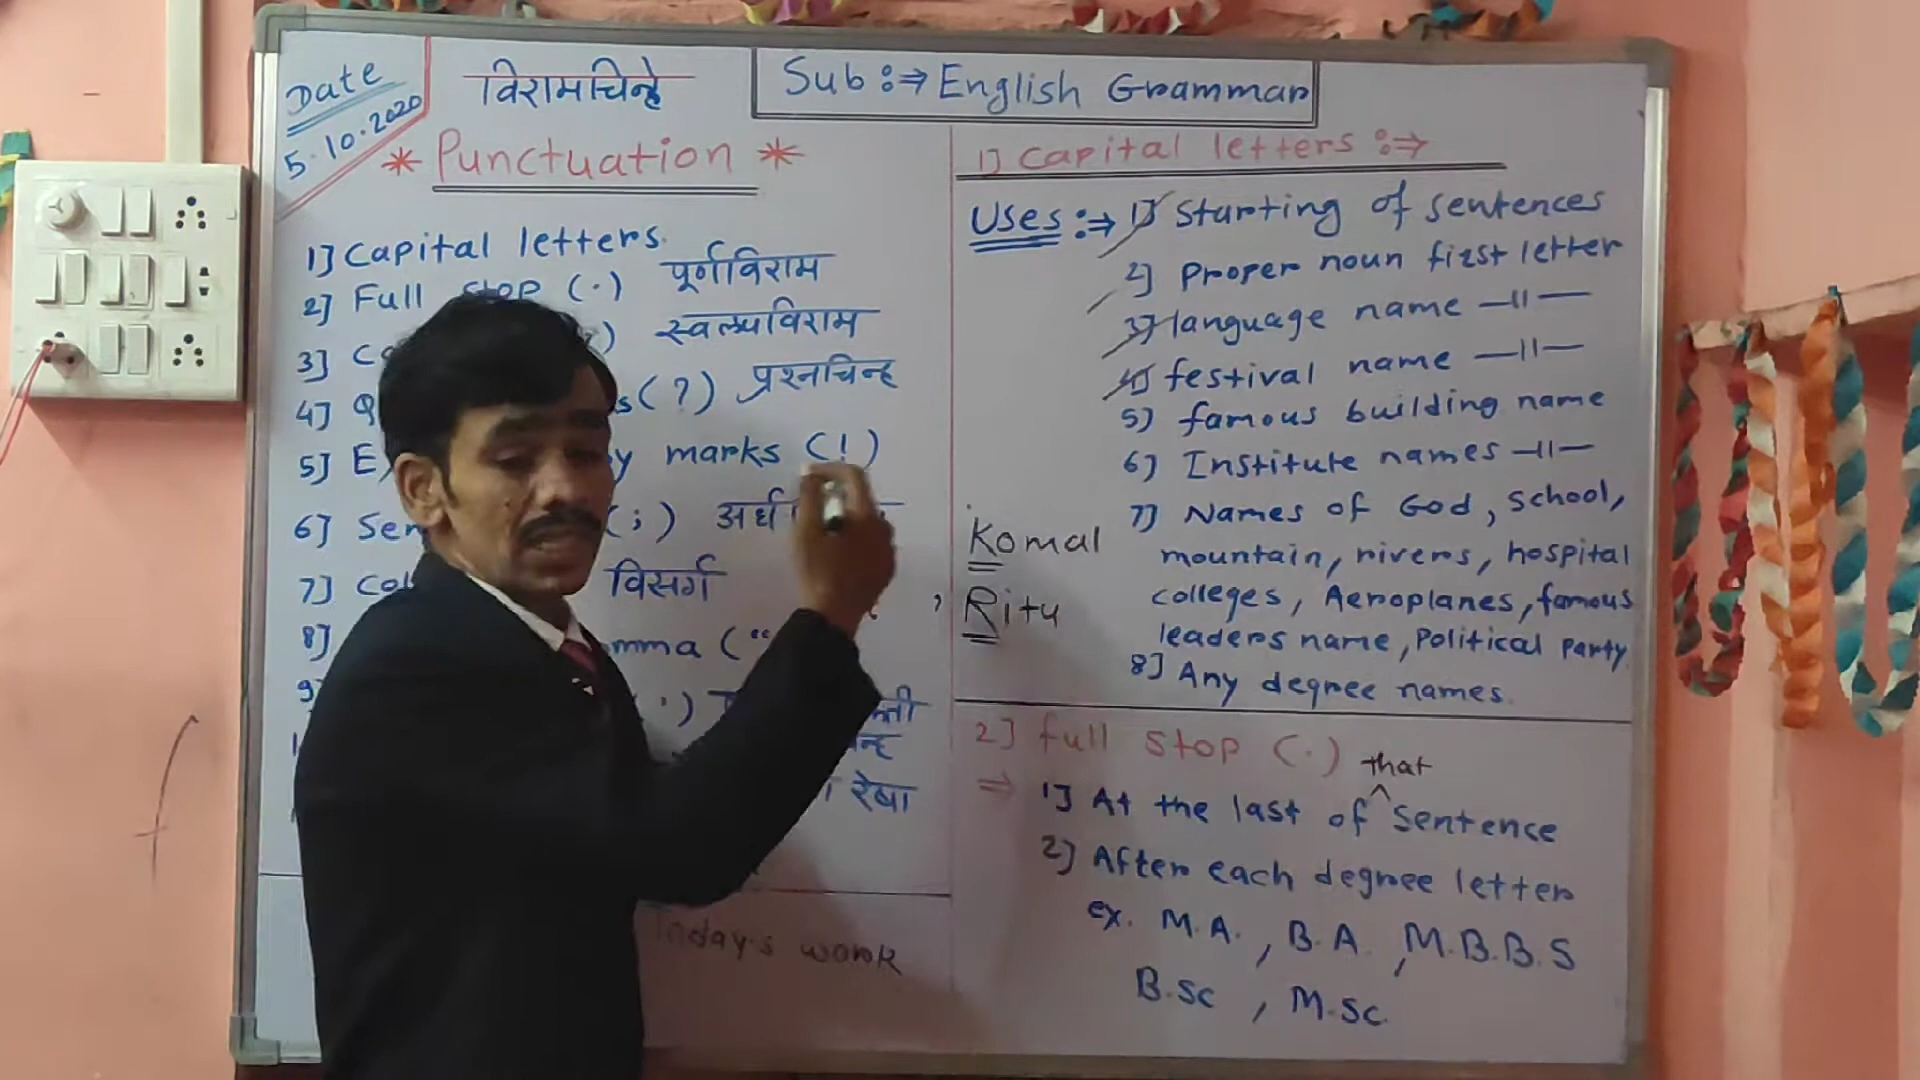 Date
5.10.2020
विरामचिन्हे
Sub :⇒ English Grammar
* Punctuation *
1] Capital letters.
2] Full stop (.) पूर्णविराम
3] ) स्वल्पविराम
4] s (?) प्रश्नचिन्ह
5] y marks (!)
6] Sem (;)
7] विसर्ग
8] mma (“
9]
रेषा
Today's work
1] Capital letters :⇒
Uses :⇒ 1] Starting of sentences
2] Proper noun first letter
3] language name —11—
4] festival name —11—
5) famous building name
6) Institute names —11—
7] Names of God, School,
mountain, rivers, hospital
colleges, Aeroplanes, famous
leaders name, Political Party
8] Any degree names.
Komal
, Ritu
2] full stop (.)
that
⇒ 1] At the last of ^ sentence
2] After each degree letter
ex. M.A. , B.A. , M.B.B.S
B.Sc , M.Sc.